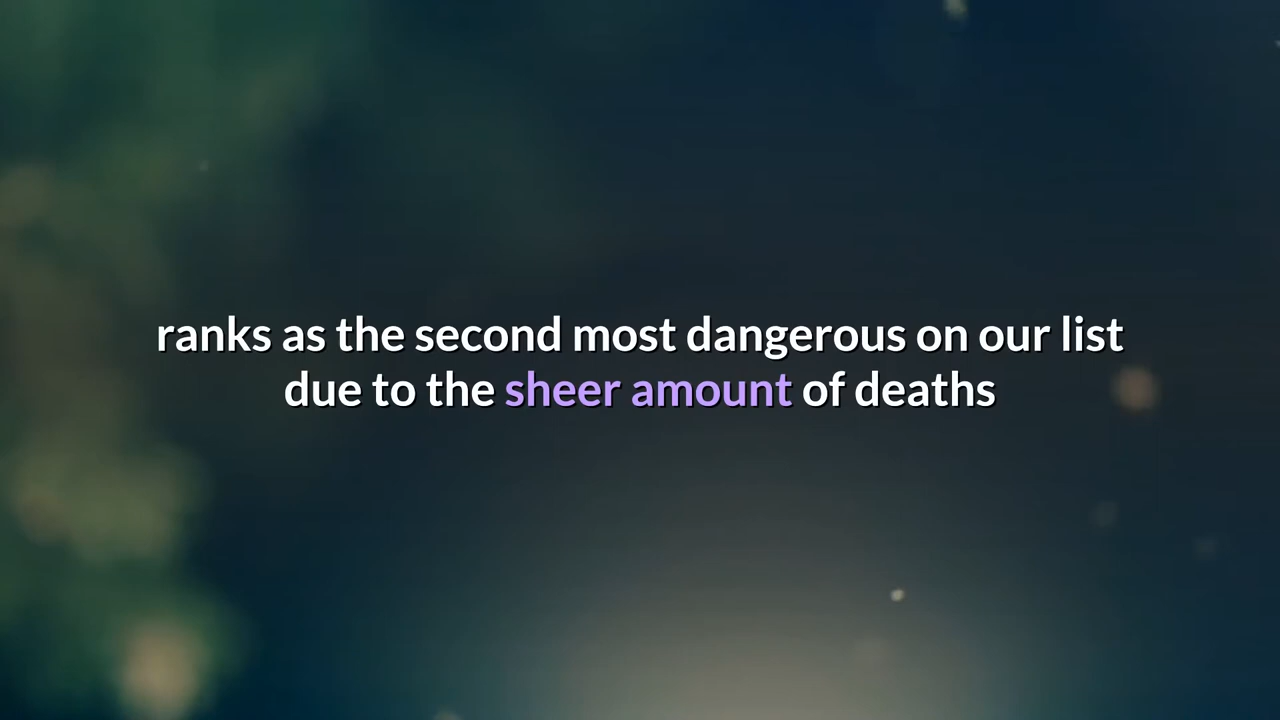 ranks as the second most dangerous on our list
due to the sheer amount of deaths